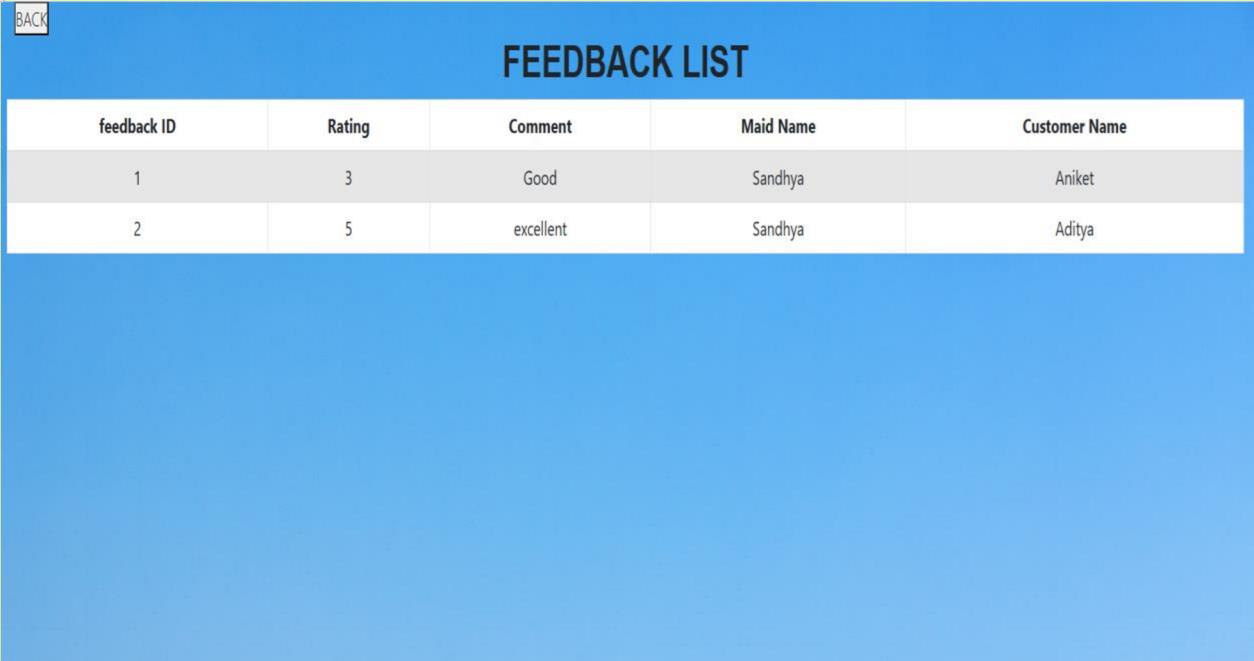 BACK
FEEDBACK LIST
feedback ID Rating Comment Maid Name Customer Name
1 3 Good Sandhya Aniket
2 5 excellent Sandhya Aditya